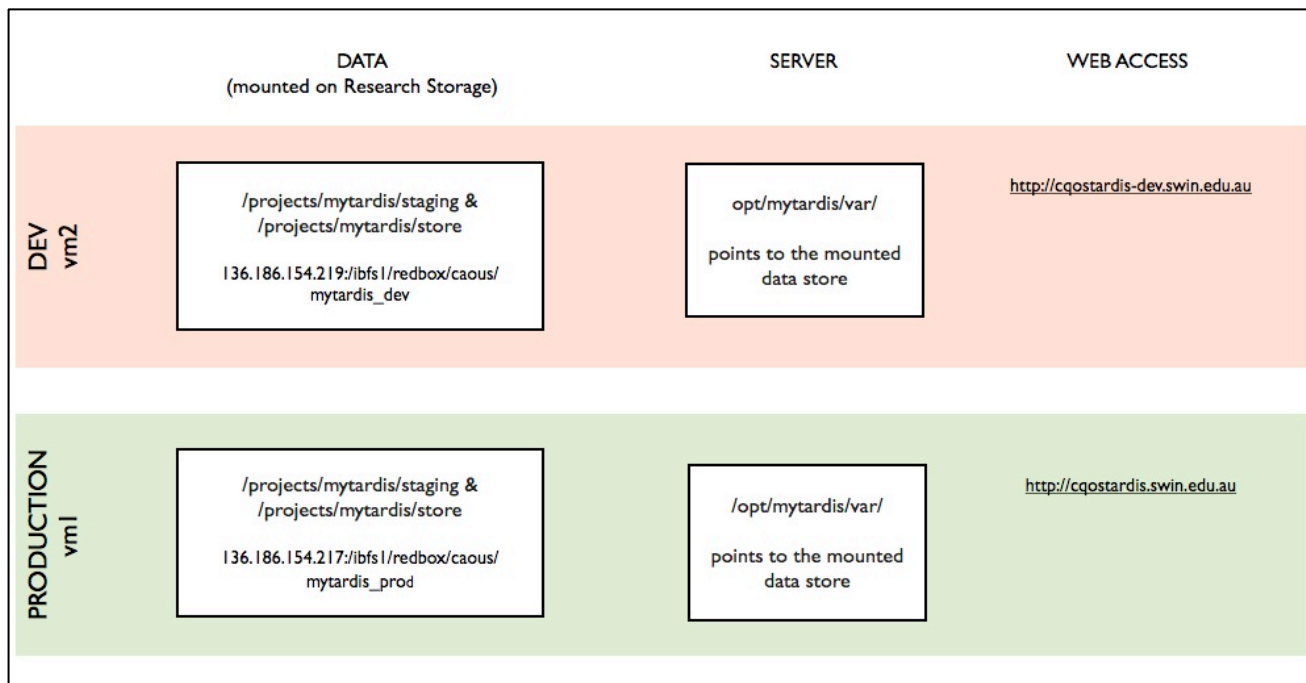 DATA
(mounted on Research Storage)
SERVER
WEB ACCESS
DEV
vm2
/projects/mytardis/staging &
/projects/mytardis/store
136.186.154.219:/ibfs1/redbox/caous/
mytardis_dev
opt/mytardis/var/
points to the mounted
data store
http://cqostardis-dev.swin.edu.au
PRODUCTION
vm1
/projects/mytardis/staging &
/projects/mytardis/store
136.186.154.217:/ibfs1/redbox/caous/
mytardis_prod
/opt/mytardis/var/
points to the mounted
data store
http://cqostardis.swin.edu.au